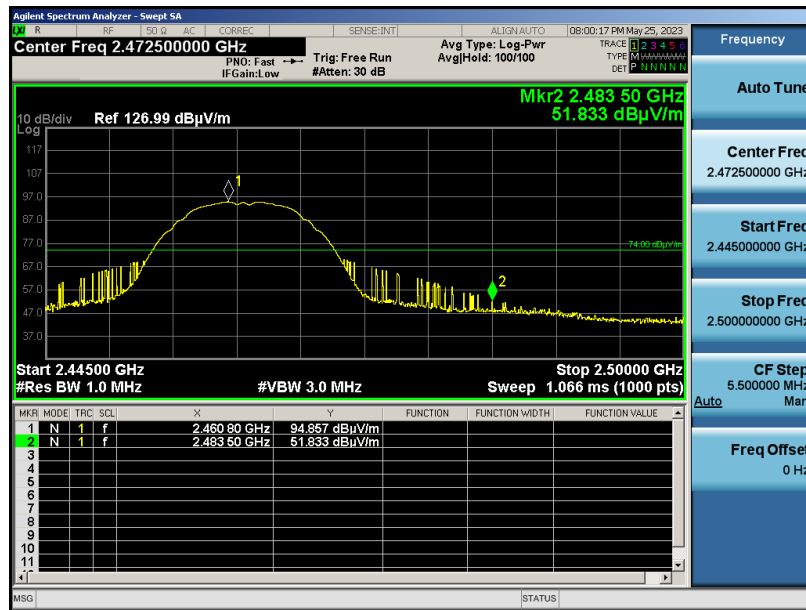 Agilent Spectrum Analyzer - Swept SA
R RF 50 Ω AC CORREC SENSE:INT ALIGN AUTO 08:00:17 PM May 25, 2023
Center Freq 2.472500000 GHz
PNO: Fast
IFGain:Low
Trig: Free Run
#Atten: 30 dB
Avg Type: Log-Pwr
Avg|Hold: 100/100
TRACE 1 2 3 4 5 6
TYPE M
DET P N N N N N
Mkr2 2.483 50 GHz
51.833 dBµV/m
10 dB/div Ref 126.99 dBµV/m
Log
117
107
97.0
87.0
77.0
67.0
57.0
47.0
37.0
1
2
74.00 dBµV/m
Start 2.44500 GHz Stop 2.50000 GHz
#Res BW 1.0 MHz #VBW 3.0 MHz Sweep 1.066 ms (1000 pts)
MKR MODE TRC SCL X Y FUNCTION FUNCTION WIDTH FUNCTION VALUE
1 N 1 f 2.460 80 GHz 94.857 dBµV/m
2 N 1 f 2.483 50 GHz 51.833 dBµV/m
3
4
5
6
7
8
9
10
11
MSG STATUS
Frequency
Auto Tune
Center Freq
2.472500000 GHz
Start Freq
2.445000000 GHz
Stop Freq
2.500000000 GHz
CF Step
5.500000 MHz
Auto Man
Freq Offset
0 Hz